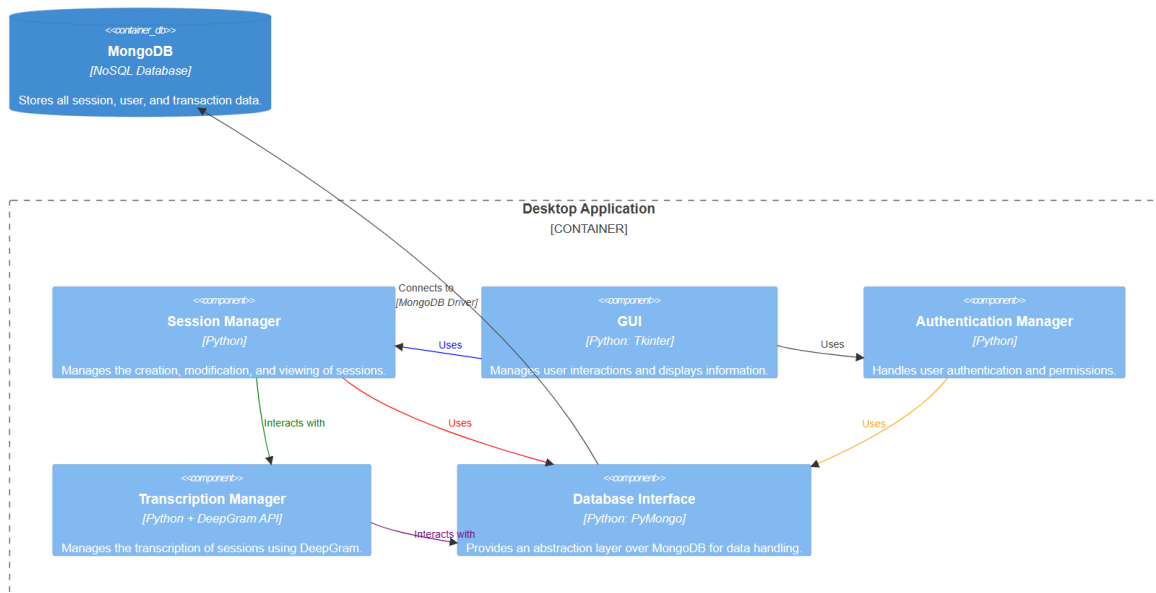 <<container_db>>
MongoDB
[NoSQL Database]
Stores all session, user, and transaction data.
Desktop Application
[CONTAINER]
Connects to
[MongoDB Driver]
<<component>>
Session Manager
[Python]
Manages the creation, modification, and viewing of sessions.
Uses
<<component>>
GUI
[Python: Tkinter]
Manages user interactions and displays information.
Uses
<<component>>
Authentication Manager
[Python]
Handles user authentication and permissions.
Interacts with
Uses
Uses
<<component>>
Transcription Manager
[Python + DeepGram API]
Manages the transcription of sessions using DeepGram.
Interacts with
<<component>>
Database Interface
[Python: PyMongo]
Provides an abstraction layer over MongoDB for data handling.